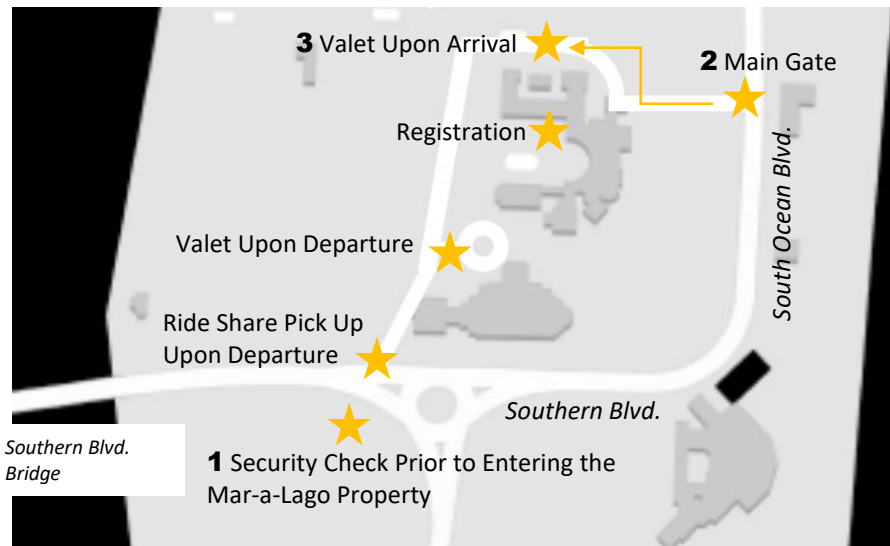 3 Valet Upon Arrival
2 Main Gate
Registration
South Ocean Blvd.
Valet Upon Departure
Ride Share Pick Up
Upon Departure
Southern Blvd.
Southern Blvd.
Bridge
1 Security Check Prior to Entering the
Mar-a-Lago Property